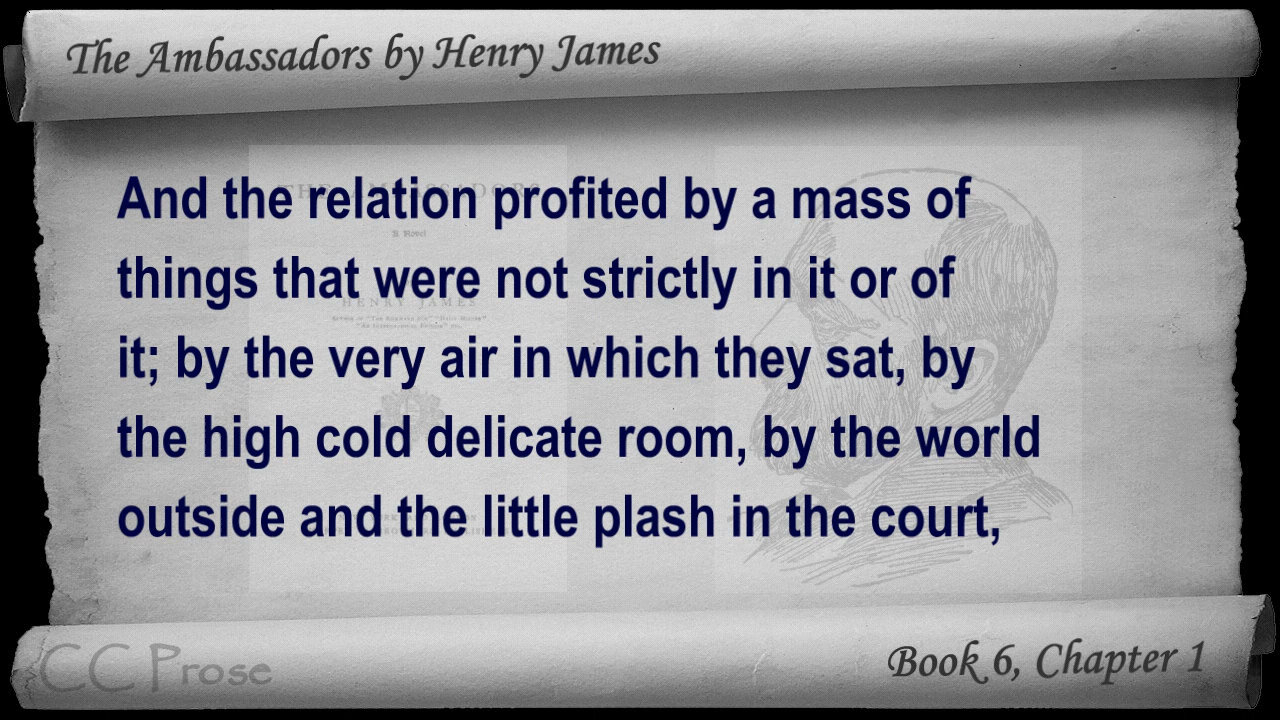 The Ambassadors by Henry James
And the relation profited by a mass of
things that were not strictly in it or of
it; by the very air in which they sat, by
the high cold delicate room, by the world
outside and the little plash in the court,
CC Prose
Book 6, Chapter 1